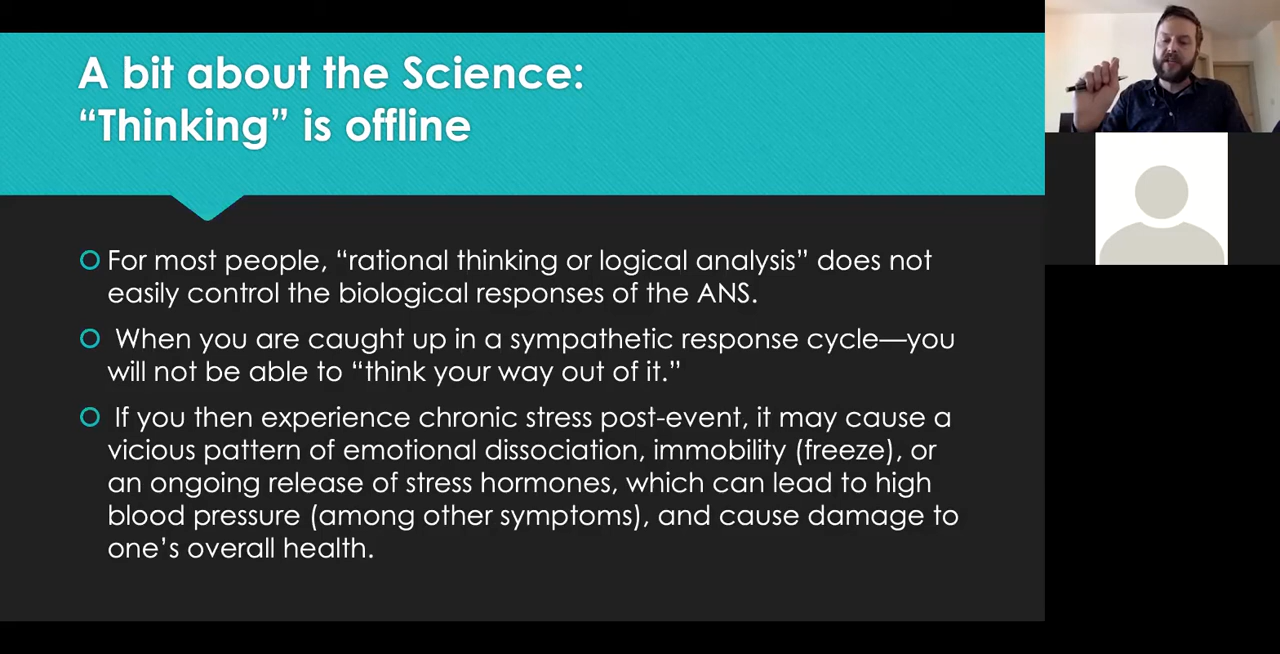 A bit about the Science:
“Thinking” is offline
For most people, “rational thinking or logical analysis” does not
easily control the biological responses of the ANS.
When you are caught up in a sympathetic response cycle—you
will not be able to “think your way out of it.”
If you then experience chronic stress post-event, it may cause a
vicious pattern of emotional dissociation, immobility (freeze), or
an ongoing release of stress hormones, which can lead to high
blood pressure (among other symptoms), and cause damage to
one’s overall health.